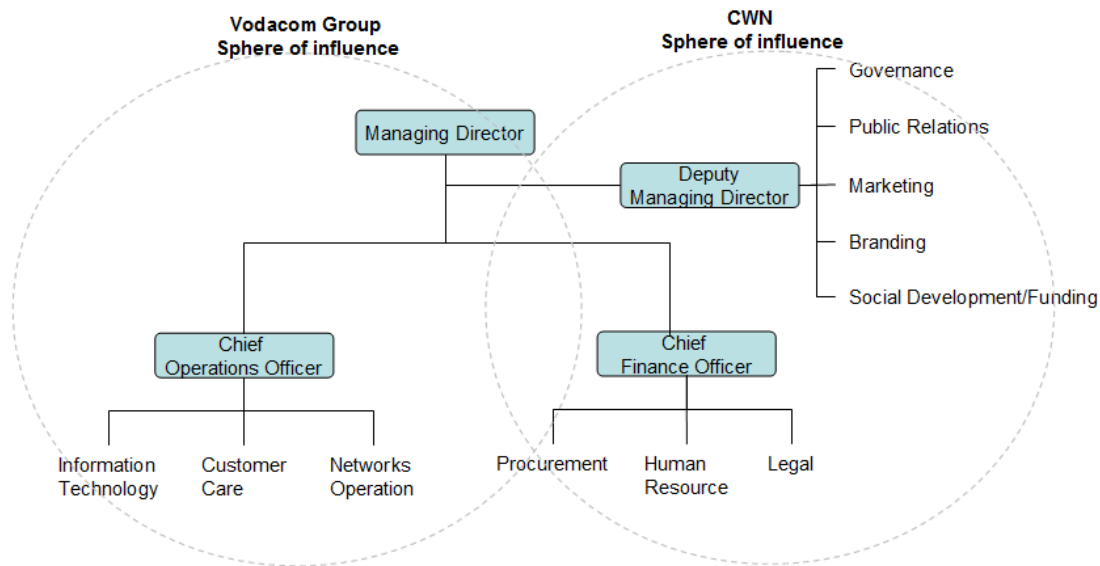 Vodacom Group
Sphere of influence
CWN
Sphere of influence
Governance
Managing Director
Public Relations
Deputy
Managing Director
Marketing
Branding
Social Development/Funding
Chief
Operations Officer
Chief
Finance Officer
Information
Technology
Customer
Care
Networks
Operation
Procurement
Human
Resource
Legal